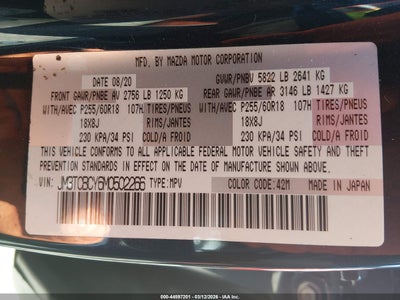 MFD. BY MAZDA MOTOR CORPORATION
DATE 08/20 GVWR/PNBV 5822 LB 2641 KG
FRONT GAWR/PNBE AV 2756 LB 1250 KG REAR GAWR/PNBE AR 3146 LB 1427 KG
WITH/AVEC P255/60R18 107H TIRES/PNEUS WITH/AVEC P255/60R18 107H TIRES/PNEUS
18X8J RIMS/JANTES 18X8J RIMS/JANTES
230 KPA/34 PSI COLD/A FROID 230 KPA/34 PSI COLD/A FROID
THIS VEHICLE CONFORMS TO ALL APPLICABLE FEDERAL MOTOR VEHICLE SAFETY AND
THEFT PREVENTION STANDARDS IN EFFECT ON THE DATE OF MANUFACTURE SHOWN ABOVE.
VIN: JM3TCBCY6M0502266 TYPE:MPV COLOR CODE:42M MADE IN JAPAN
000-44597201 - 03/12/2026 - IAA